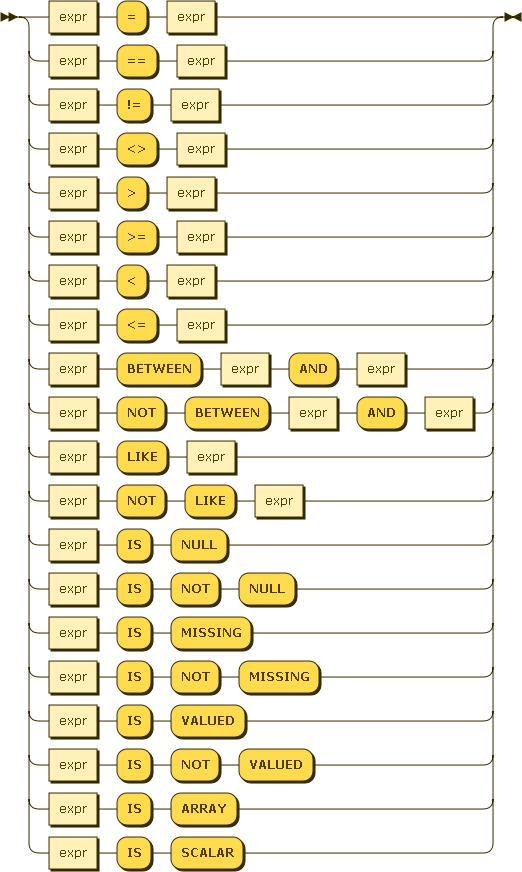 expr = expr
expr == expr
expr != expr
expr <> expr
expr > expr
expr >= expr
expr < expr
expr <= expr
expr BETWEEN expr AND expr
expr NOT BETWEEN expr AND expr
expr LIKE expr
expr NOT LIKE expr
expr IS NULL
expr IS NOT NULL
expr IS MISSING
expr IS NOT MISSING
expr IS VALUED
expr IS NOT VALUED
expr IS ARRAY
expr IS SCALAR